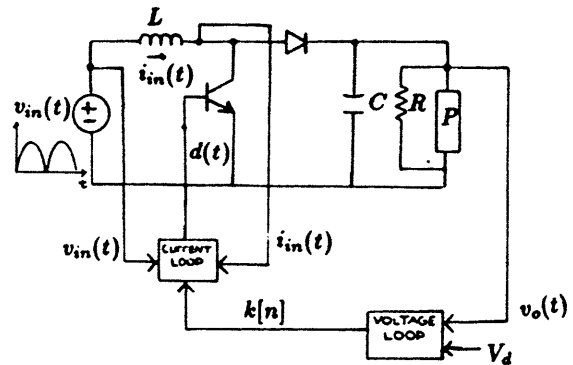 L
i_in(t)
v_in(t)
+
−
τ
d(t)
C
R
P
v_in(t)
CURRENT
LOOP
i_in(t)
k[n]
VOLTAGE
LOOP
v_o(t)
V_d